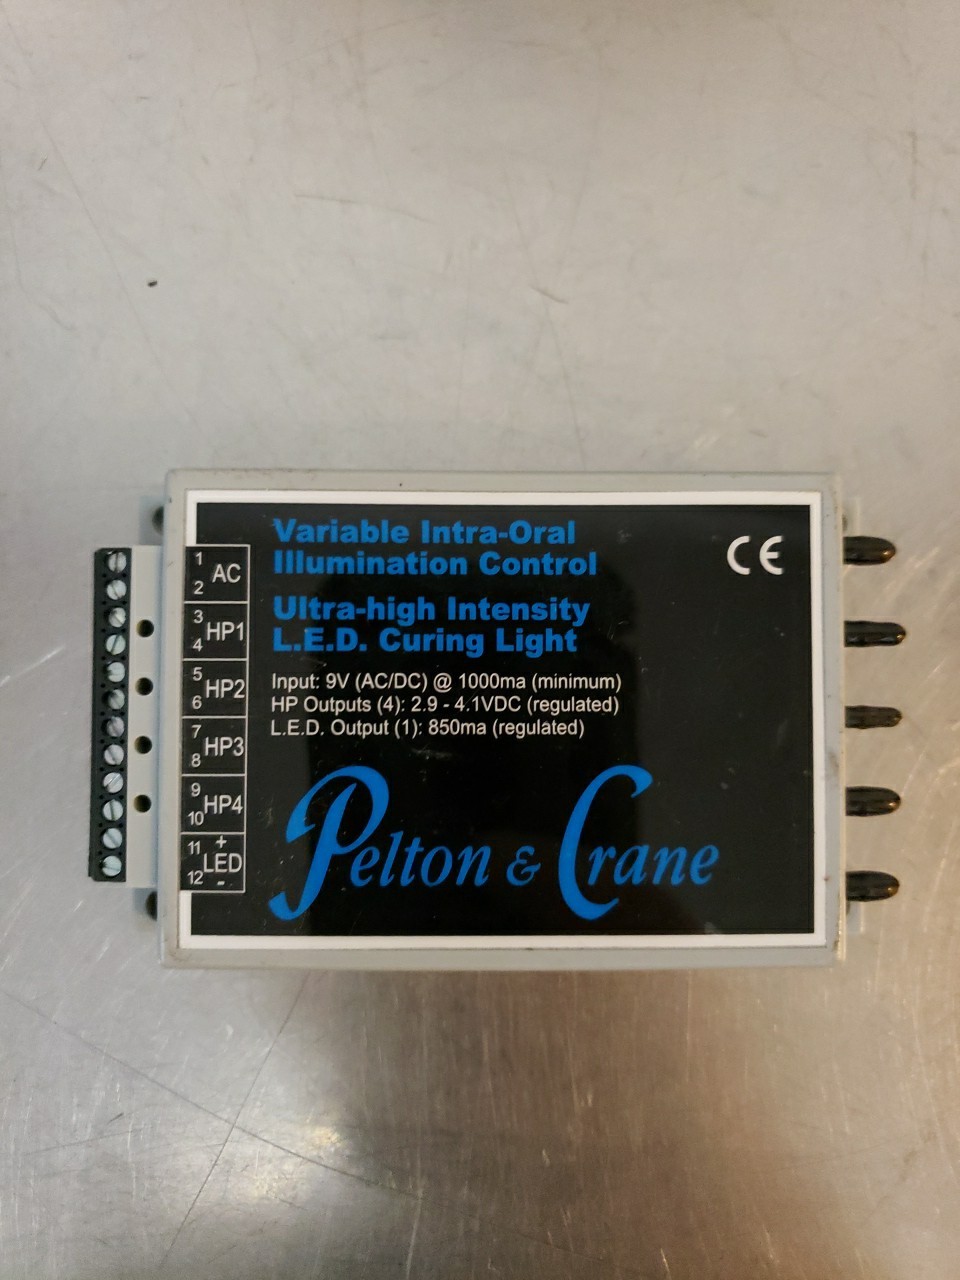 Variable Intra-Oral
Illumination Control
CE
Ultra-high Intensity
L.E.D. Curing Light
Input: 9V (AC/DC) @ 1000ma (minimum)
HP Outputs (4): 2.9 - 4.1VDC (regulated)
L.E.D. Output (1): 850ma (regulated)
Pelton & Crane
1
2
AC
3
4
HP1
5
6
HP2
7
8
HP3
9
10
HP4
11
12
+
LED
-